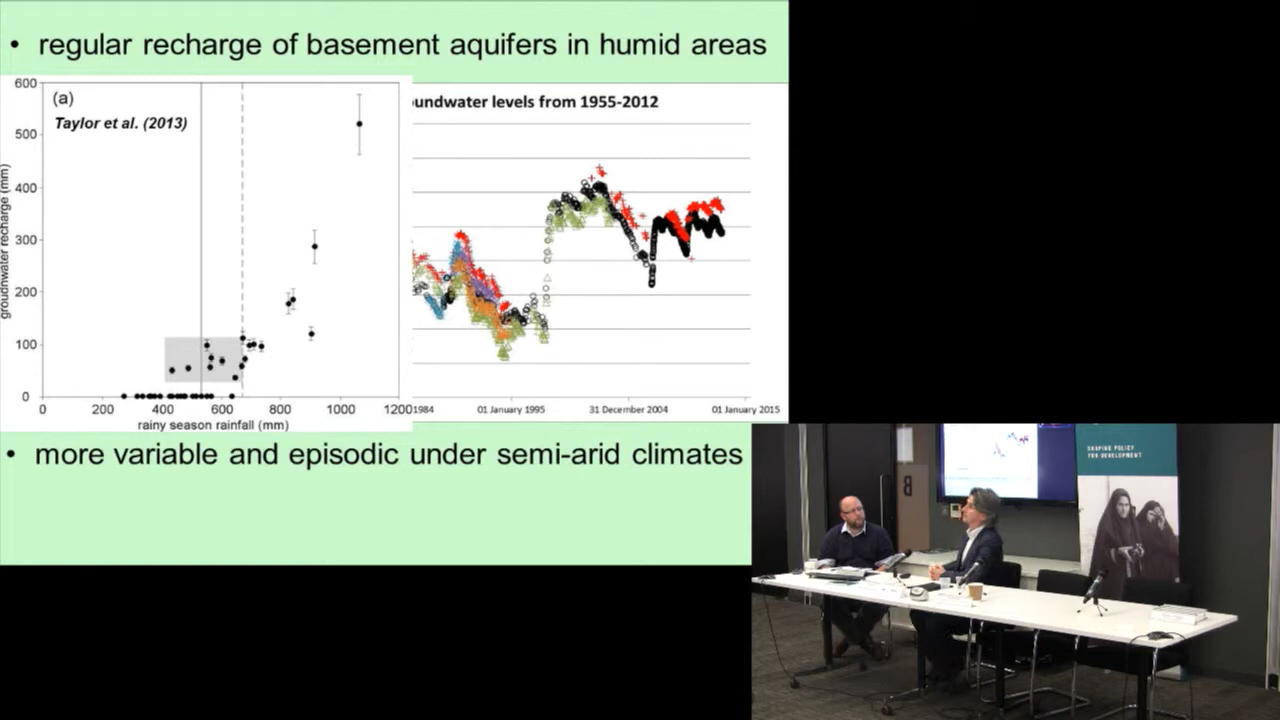 • regular recharge of basement aquifers in humid areas
(a)
Taylor et al. (2013)
oundwater levels from 1955-2012
groudnwater recharge (mm)
600
500
400
300
200
100
0
0 200 400 600 800 1000 1200
rainy season rainfall (mm)
1984 01 January 1995 31 December 2004 01 January 2015
• more variable and episodic under semi-arid climates
SHAPING POLICY
FOR DEVELOPMENT
B